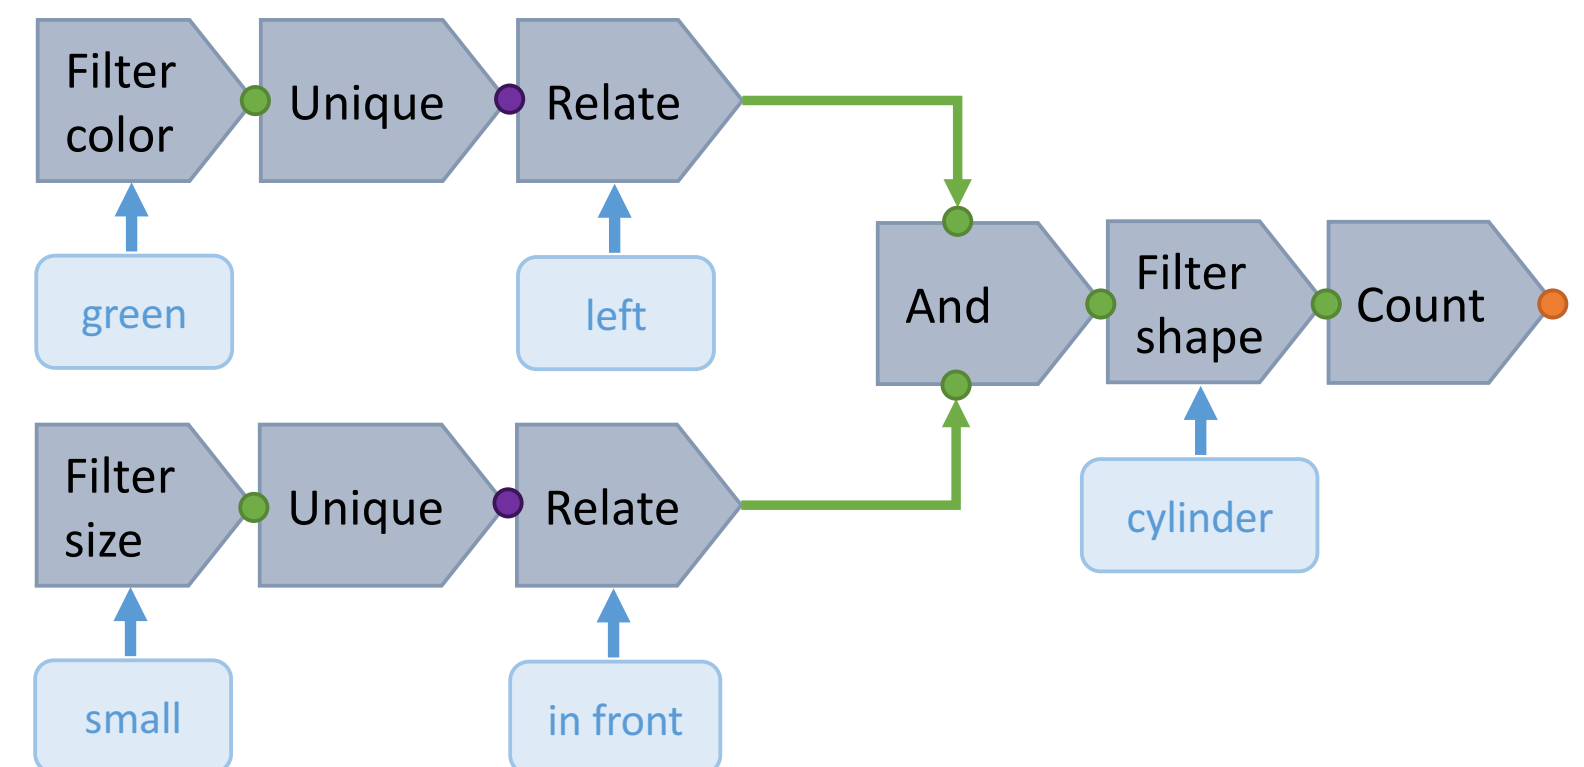 Filter
color
Unique
Relate
green
left
And
Filter
shape
Count
cylinder
Filter
size
Unique
Relate
small
in front